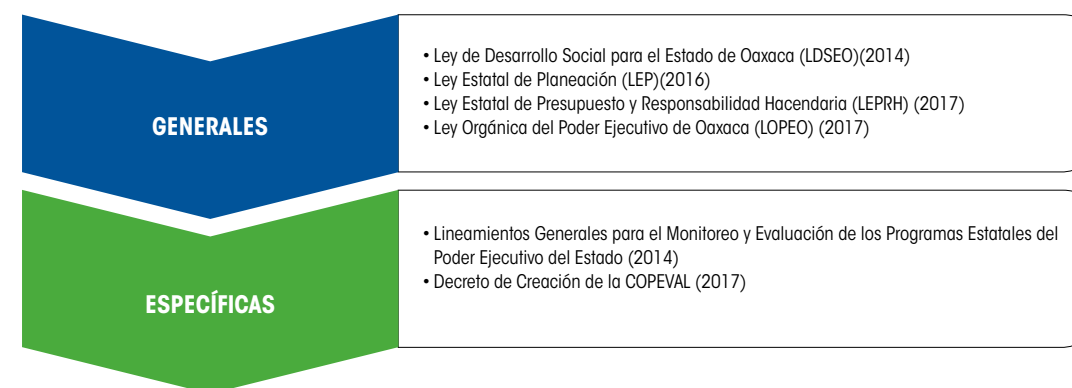 GENERALES
• Ley de Desarrollo Social para el Estado de Oaxaca (LDSEO)(2014)
• Ley Estatal de Planeación (LEP)(2016)
• Ley Estatal de Presupuesto y Responsabilidad Hacendaria (LEPRH) (2017)
• Ley Orgánica del Poder Ejecutivo de Oaxaca (LOPEO) (2017)
ESPECÍFICAS
• Lineamientos Generales para el Monitoreo y Evaluación de los Programas Estatales del
Poder Ejecutivo del Estado (2014)
• Decreto de Creación de la COPEVAL (2017)